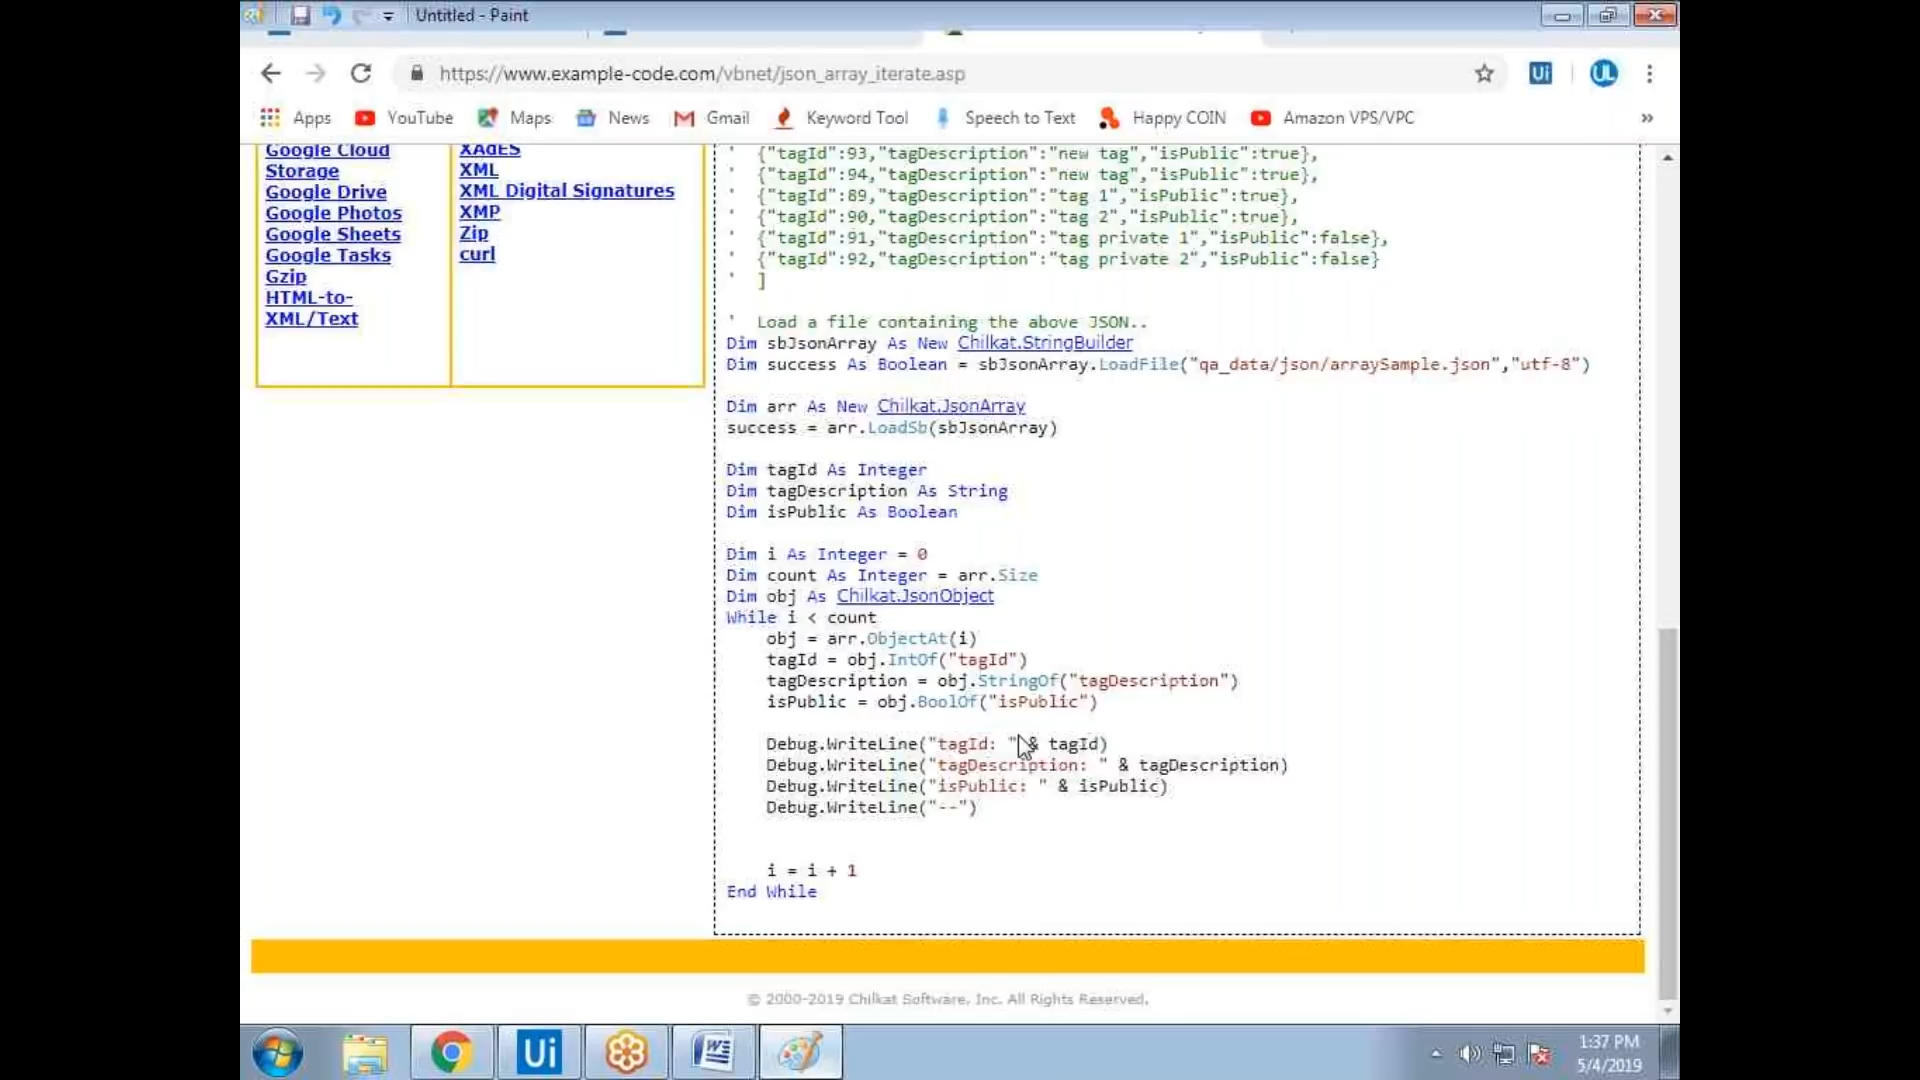 Untitled - Paint
https://www.example-code.com/vbnet/json_array_iterate.asp
Ui
UL
Apps
YouTube
Maps
News
Gmail
Keyword Tool
Speech to Text
Happy COIN
Amazon VPS/VPC
»
Google Cloud
Storage
Google Drive
Google Photos
Google Sheets
Google Tasks
Gzip
HTML-to-
XML/Text
XAdES
XML
XML Digital Signatures
XMP
Zip
curl
'  {"tagId":93,"tagDescription":"new tag","isPublic":true},
'  {"tagId":94,"tagDescription":"new tag","isPublic":true},
'  {"tagId":89,"tagDescription":"tag 1","isPublic":true},
'  {"tagId":90,"tagDescription":"tag 2","isPublic":true},
'  {"tagId":91,"tagDescription":"tag private 1","isPublic":false},
'  {"tagId":92,"tagDescription":"tag private 2","isPublic":false}
'  ]
'  Load a file containing the above JSON..
Dim sbJsonArray As New Chilkat.StringBuilder
Dim success As Boolean = sbJsonArray.LoadFile("qa_data/json/arraySample.json","utf-8")
Dim arr As New Chilkat.JsonArray
success = arr.LoadSb(sbJsonArray)
Dim tagId As Integer
Dim tagDescription As String
Dim isPublic As Boolean
Dim i As Integer = 0
Dim count As Integer = arr.Size
Dim obj As Chilkat.JsonObject
While i < count
obj = arr.ObjectAt(i)
tagId = obj.IntOf("tagId")
tagDescription = obj.StringOf("tagDescription")
isPublic = obj.BoolOf("isPublic")
Debug.WriteLine("tagId: " & tagId)
Debug.WriteLine("tagDescription: " & tagDescription)
Debug.WriteLine("isPublic: " & isPublic)
Debug.WriteLine("--")
i = i + 1
End While
© 2000-2019 Chilkat Software, Inc. All Rights Reserved.
Ui
W
1:37 PM
5/4/2019